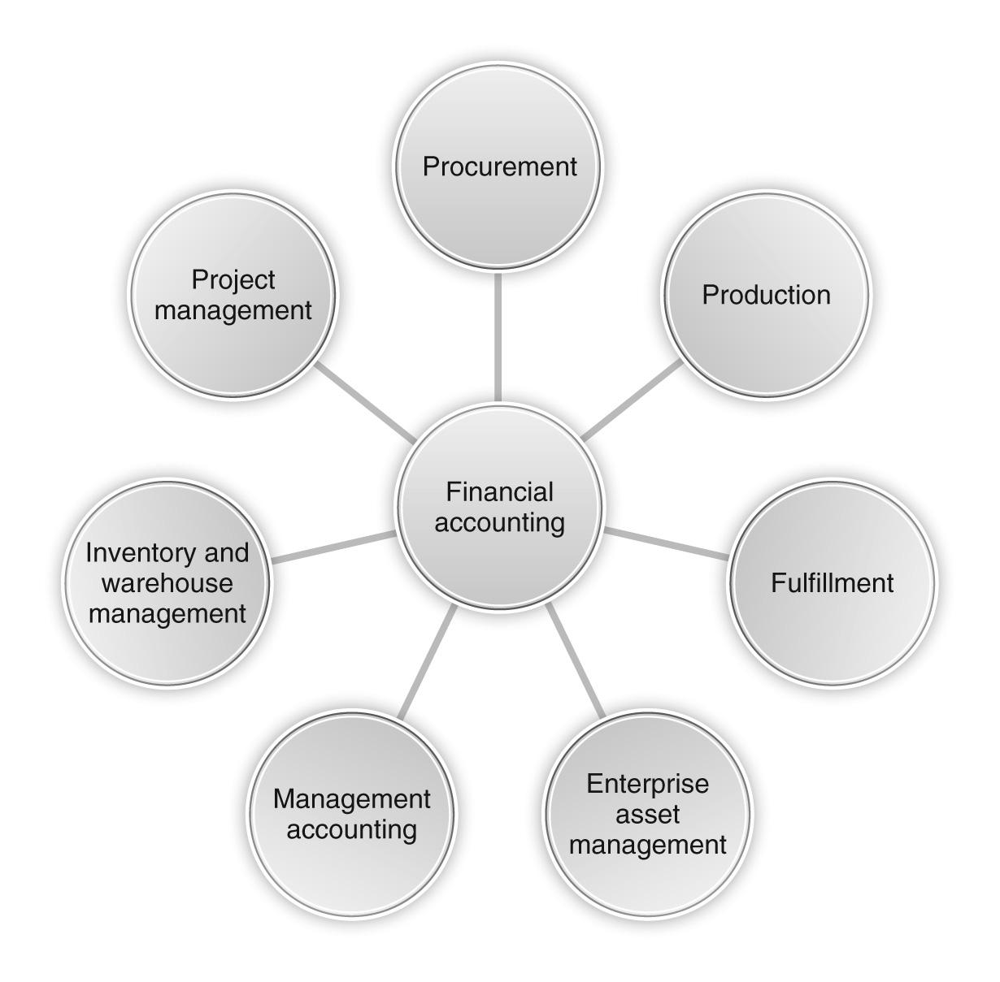 Procurement
Project
management
Production
Financial
accounting
Inventory and
warehouse
management
Fulfillment
Management
accounting
Enterprise
asset
management